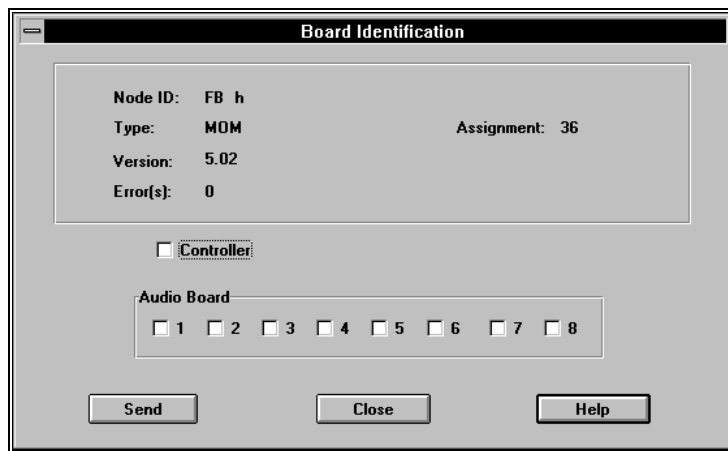 Board Identification
Node ID: FB h
Type: MOM Assignment: 36
Version: 5.02
Error(s): 0
Controller
Audio Board
1 2 3 4 5 6 7 8
Send Close Help